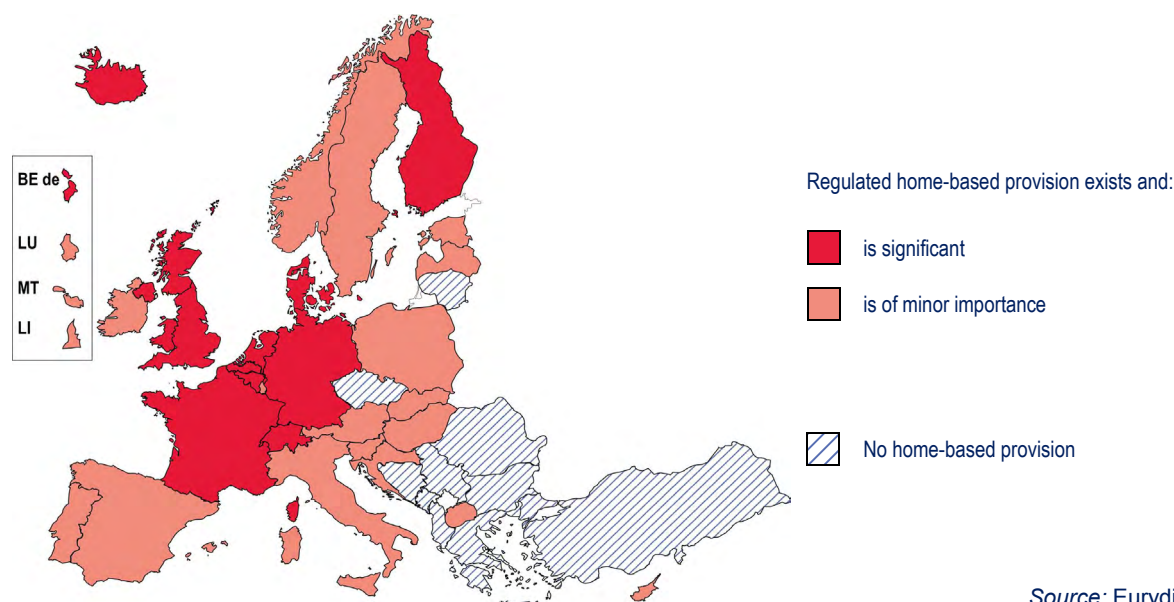 BE de
LU
MT
LI
Regulated home-based provision exists and:
is significant
is of minor importance
No home-based provision
Source: Eurydi